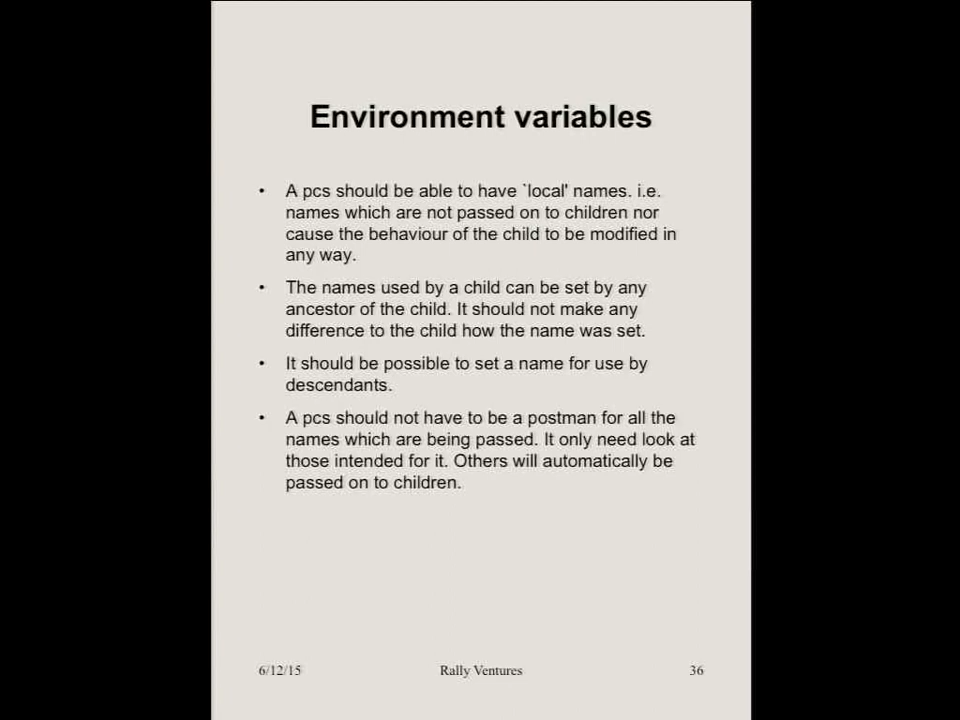 Environment variables
• A pcs should be able to have `local' names. i.e.
names which are not passed on to children nor
cause the behaviour of the child to be modified in
any way.
• The names used by a child can be set by any
ancestor of the child. It should not make any
difference to the child how the name was set.
• It should be possible to set a name for use by
descendants.
• A pcs should not have to be a postman for all the
names which are being passed. It only need look at
those intended for it. Others will automatically be
passed on to children.
6/12/15 Rally Ventures 36